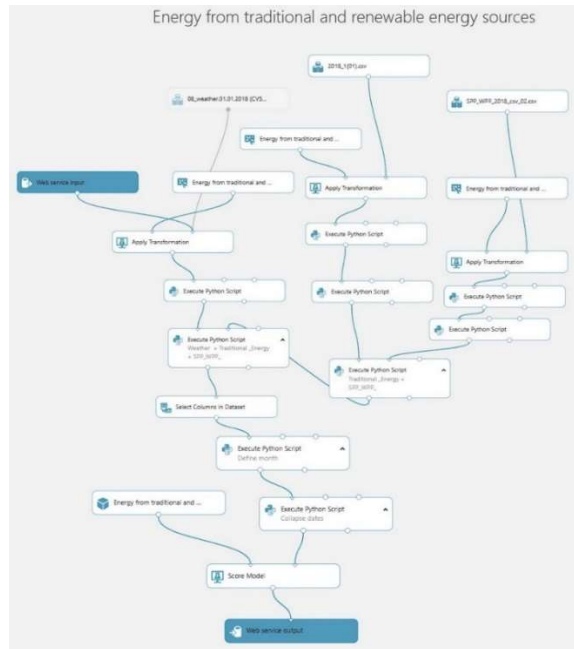 Energy from traditional and renewable energy sources
2018_1(01).csv
08_weather.01.01.2018 (CVS...
SPP_WPP_2018_csv_02.csv
Energy from traditional and ...
Web service input
Energy from traditional and ...
Apply Transformation
Energy from traditional and ...
Execute Python Script
Apply Transformation
Apply Transformation
Execute Python Script
Execute Python Script
Execute Python Script
Execute Python Script
Execute Python Script
Weather + Traditional_Energy
+ SPP_WPP_
Execute Python Script
Traditional_Energy +
SPP_WPP_
Select Columns in Dataset
Execute Python Script
Define month
Energy from traditional and ...
Execute Python Script
Collapse dates
Score Model
Web service output